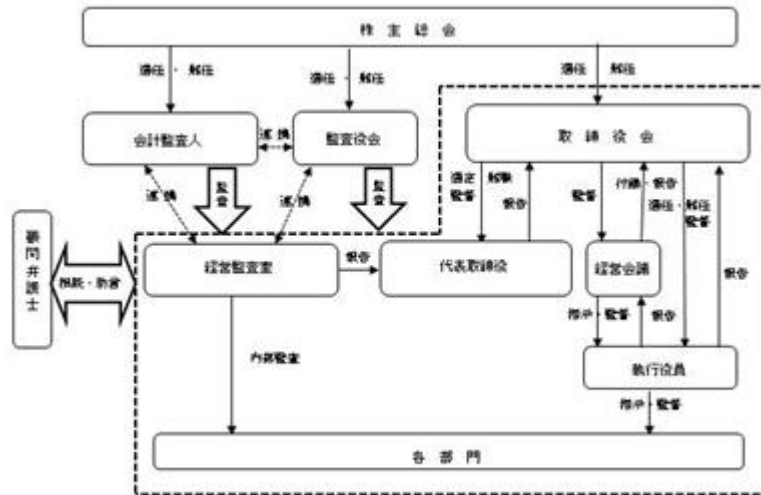 株主総会
選任・解任
選任・解任
選任・解任
会計監査人
連携
監査役会
取締役会
連携
監査
連携
監査
選定・解職
監督
報告
監督
付議・報告
選任・解任
監督
報告
顧問弁護士
相談・助言
経営監査室
報告
代表取締役
経営会議
指示・監督
報告
内部監査
執行役員
指示・監督
各部門